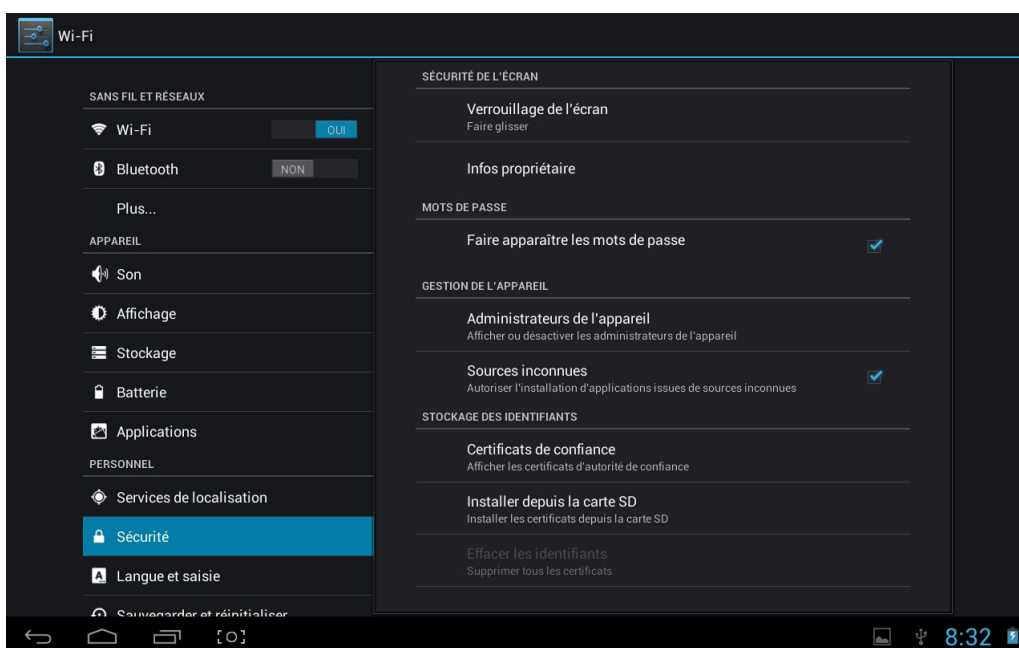 Wi-Fi
SANS FIL ET RÉSEAUX
Wi-Fi
OUI
Bluetooth
NON
Plus...
APPAREIL
Son
Affichage
Stockage
Batterie
Applications
PERSONNEL
Services de localisation
Sécurité
Langue et saisie
Sauvegarder et réinitialiser
SÉCURITÉ DE L'ÉCRAN
Verrouillage de l'écran
Faire glisser
Infos propriétaire
MOTS DE PASSE
Faire apparaître les mots de passe
GESTION DE L'APPAREIL
Administrateurs de l'appareil
Afficher ou désactiver les administrateurs de l'appareil
Sources inconnues
Autoriser l'installation d'applications issues de sources inconnues
STOCKAGE DES IDENTIFIANTS
Certificats de confiance
Afficher les certificats d'autorité de confiance
Installer depuis la carte SD
Installer les certificats depuis la carte SD
Effacer les identifiants
Supprimer tous les certificats
8:32